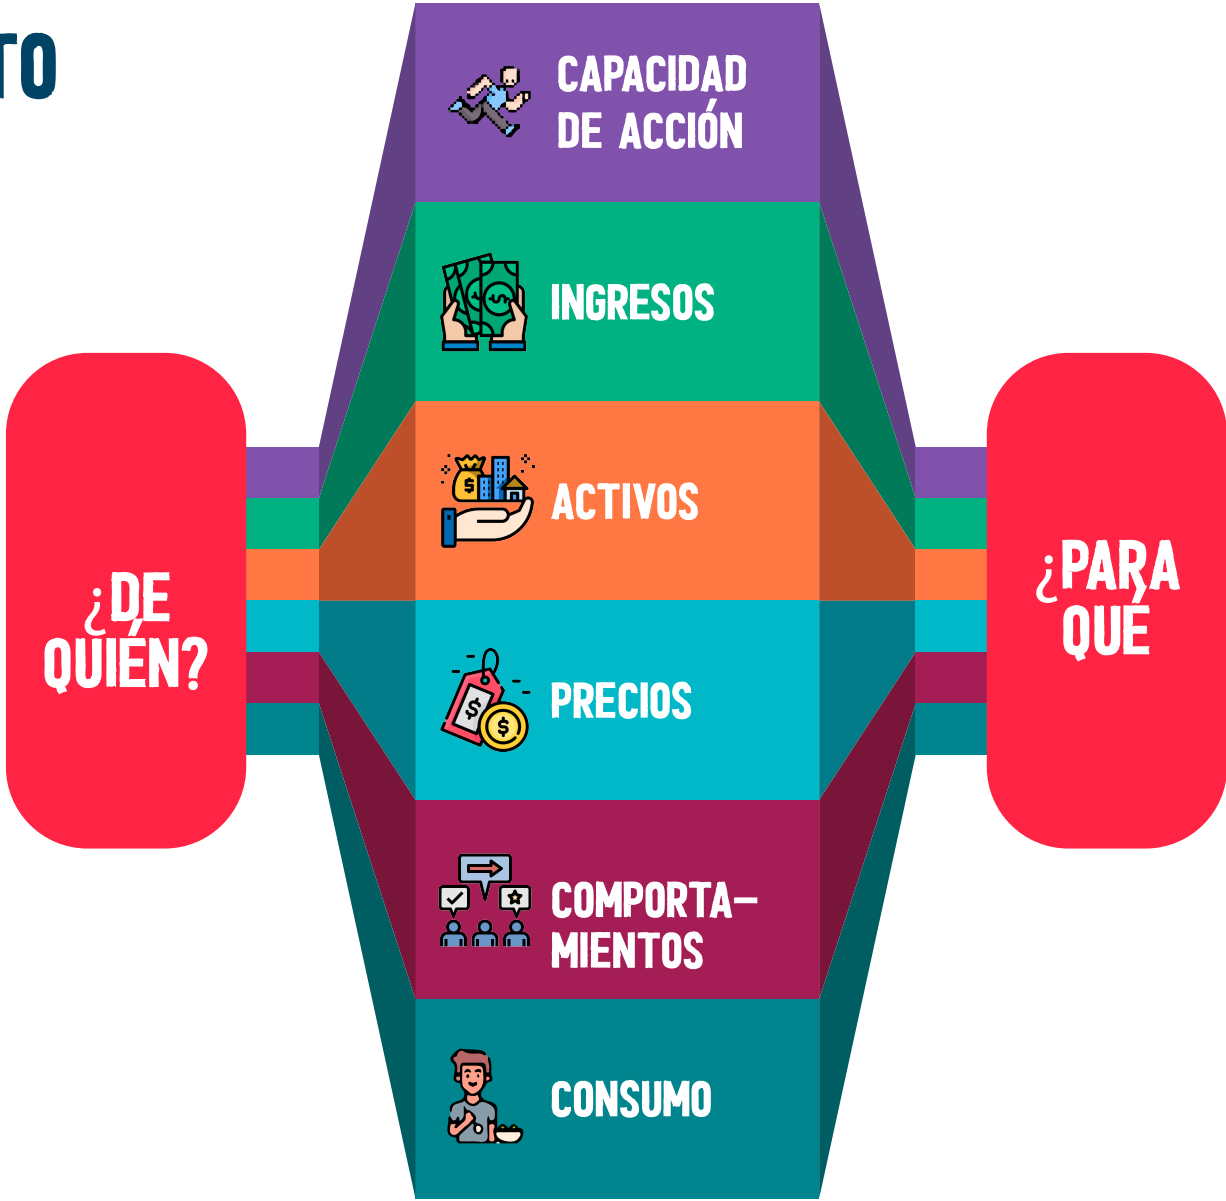 TO
CAPACIDAD
DE ACCIÓN
INGRESOS
ACTIVOS
¿DE
QUIÉN?
¿PARA
QUÉ
PRECIOS
COMPORTA-
MIENTOS
CONSUMO